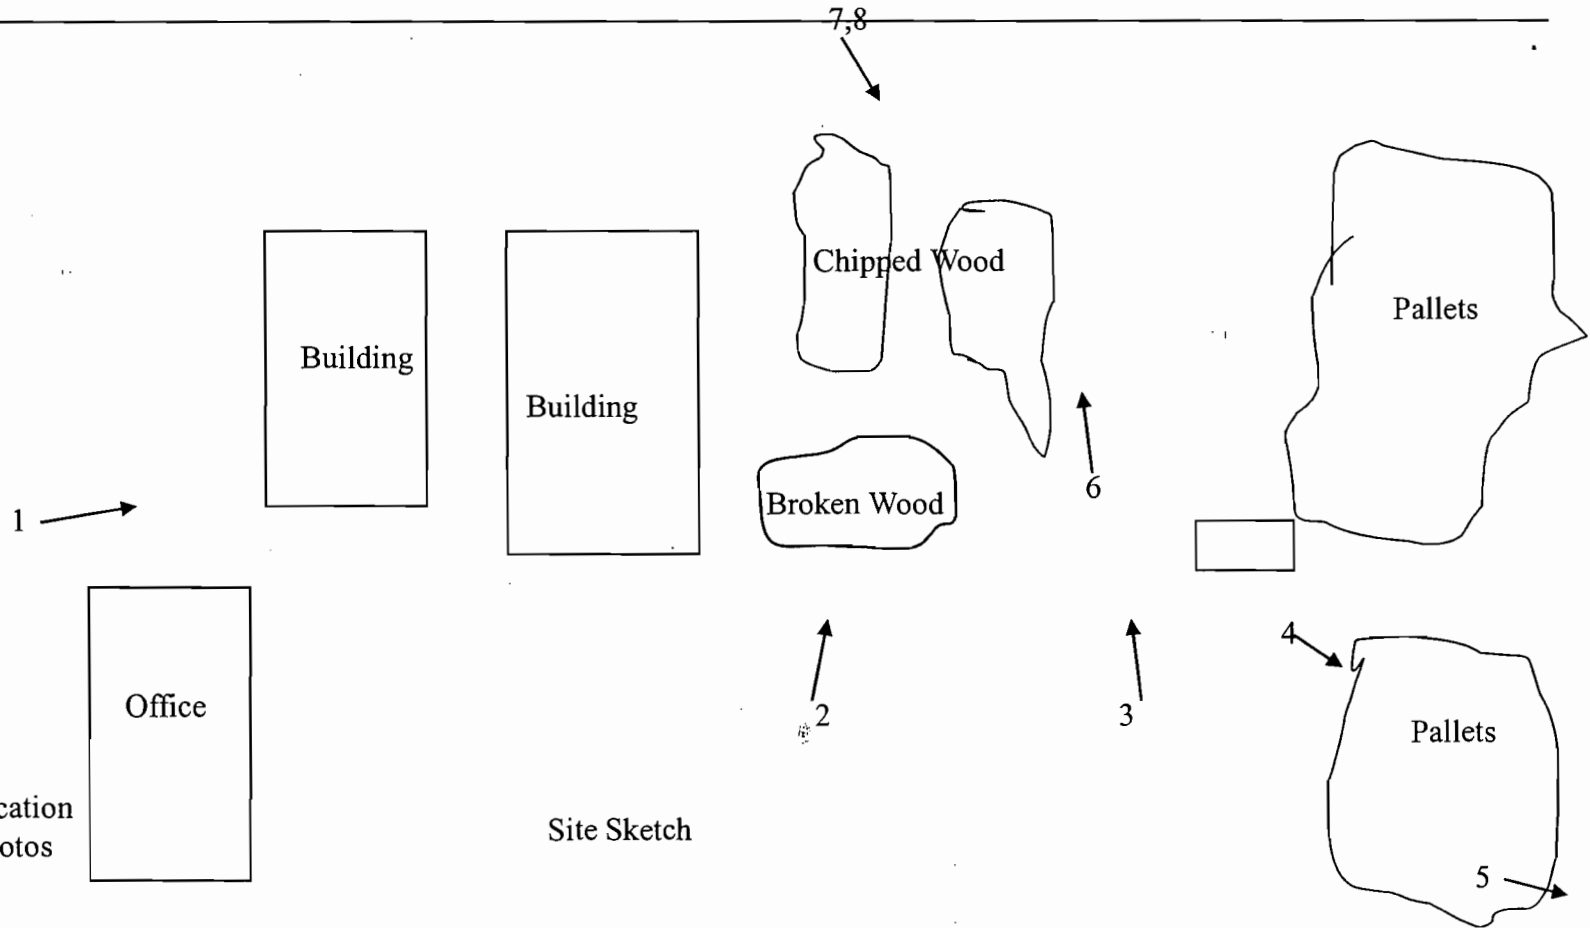 7,8
Chipped Wood
Pallets
Building
Building
6
Broken Wood
1
4
Office
2
3
Pallets
cation
otos
Site Sketch
5